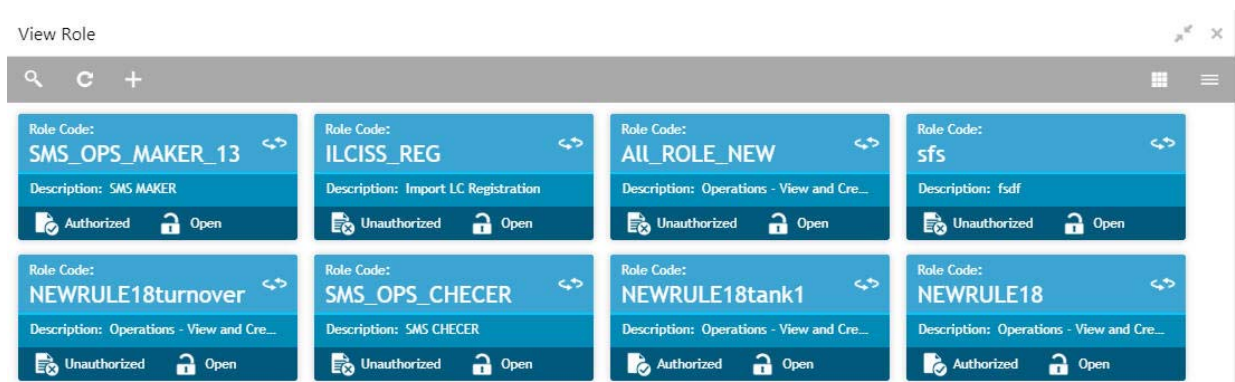 View Role
Role Code:
SMS_OPS_MAKER_13
Description: SMS MAKER
Authorized Open
Role Code:
ILCISS_REG
Description: Import LC Registration
Unauthorized Open
Role Code:
All_ROLE_NEW
Description: Operations - View and Cre...
Unauthorized Open
Role Code:
sfs
Description: fsdf
Unauthorized Open
Role Code:
NEWRULE18turnover
Description: Operations - View and Cre...
Unauthorized Open
Role Code:
SMS_OPS_CHECER
Description: SMS CHECER
Unauthorized Open
Role Code:
NEWRULE18tank1
Description: Operations - View and Cre...
Authorized Open
Role Code:
NEWRULE18
Description: Operations - View and Cre...
Authorized Open